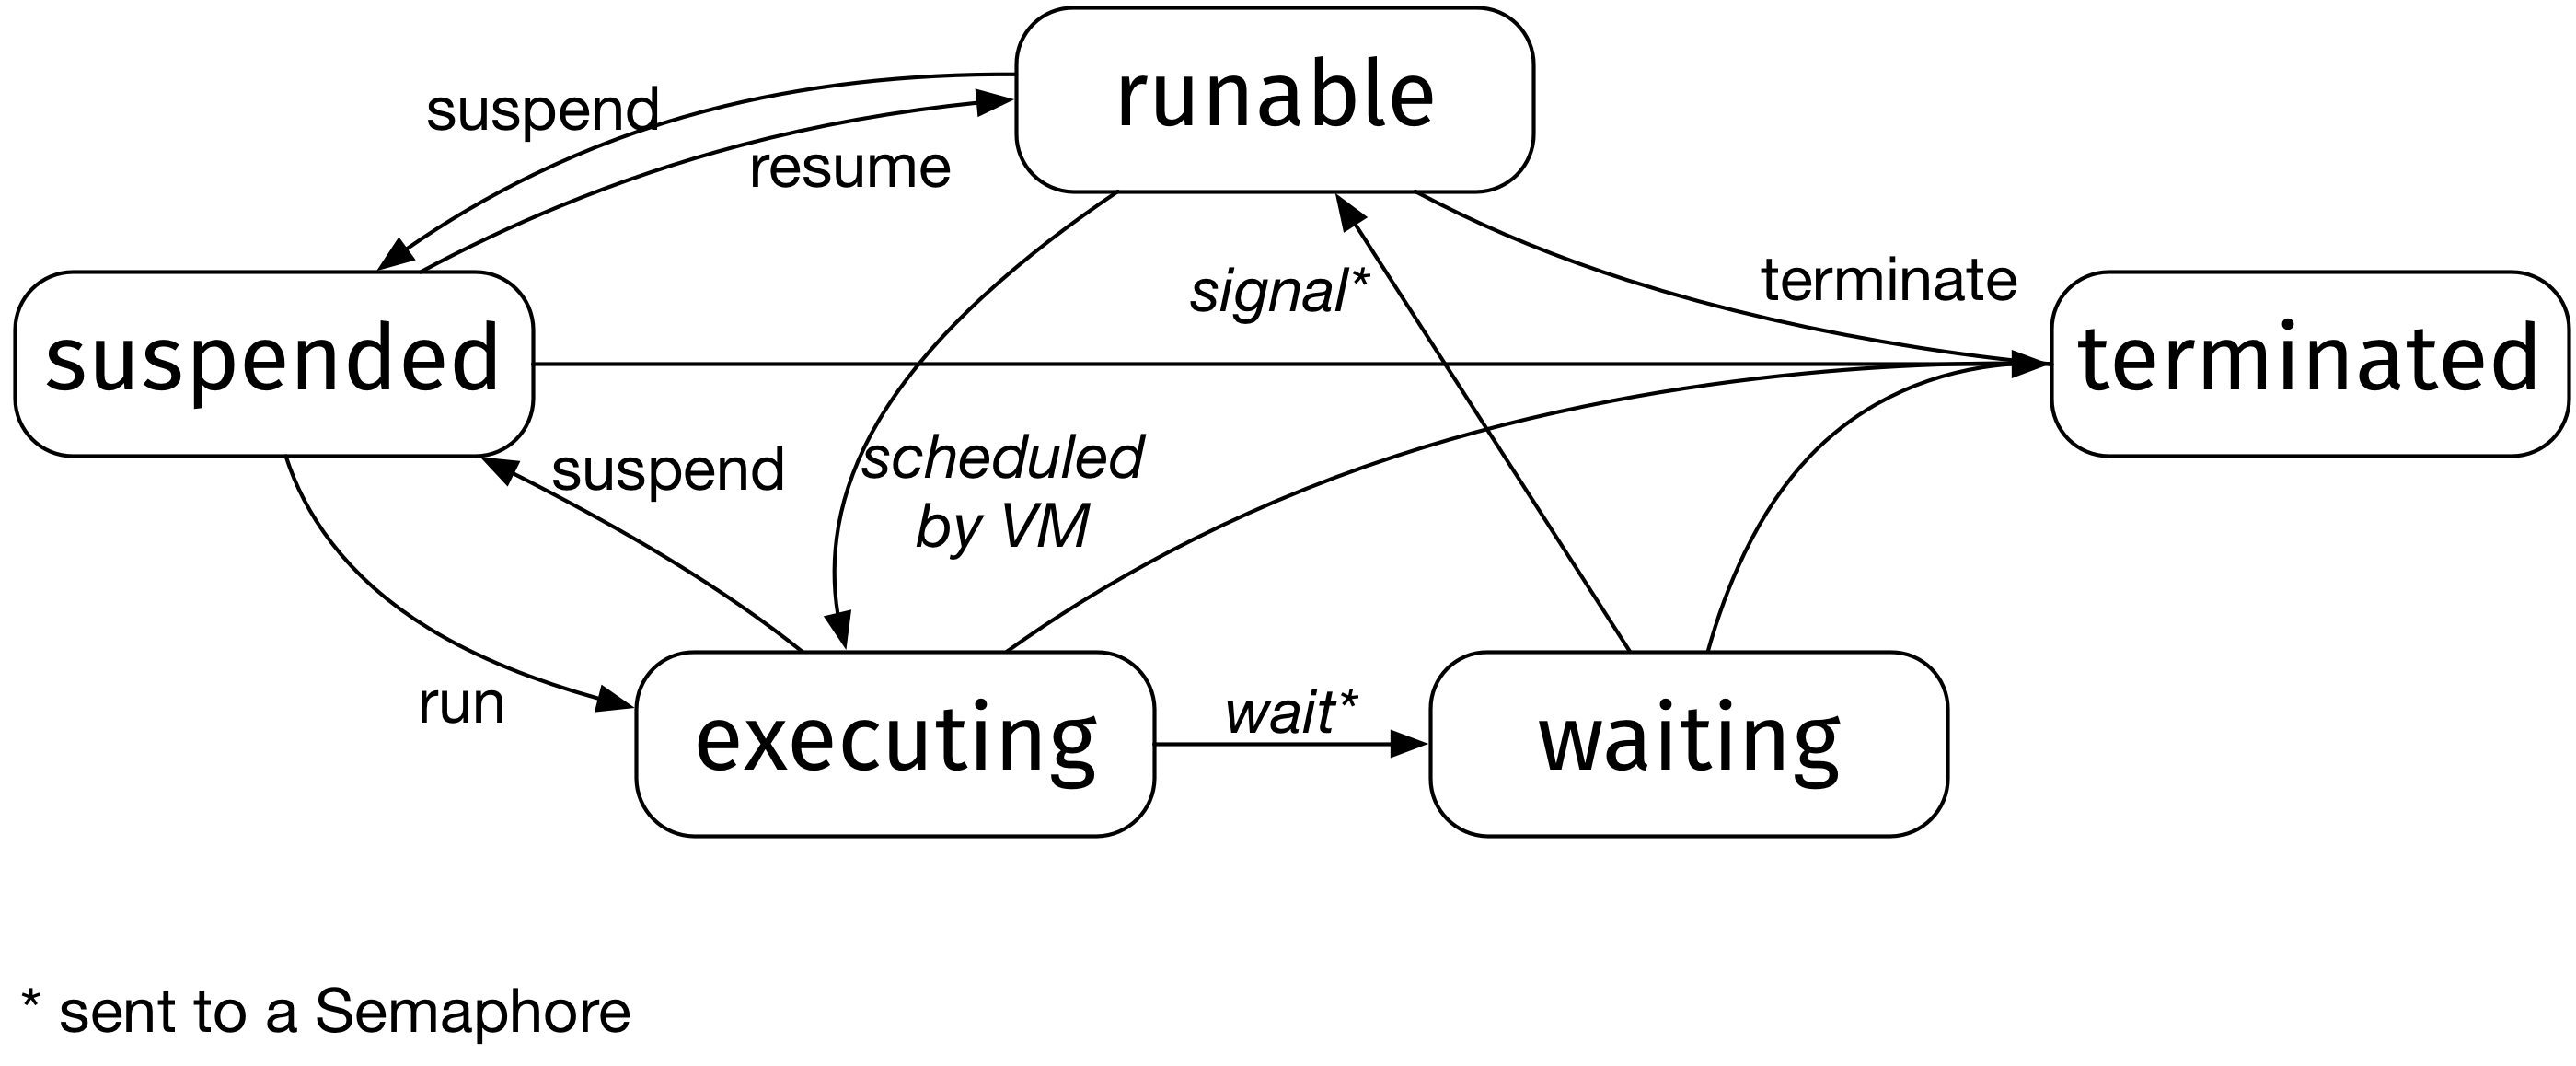 runable
suspend
resume
signal*
terminate
suspended
terminated
suspend
scheduled
by VM
run
executing
wait*
waiting
* sent to a Semaphore